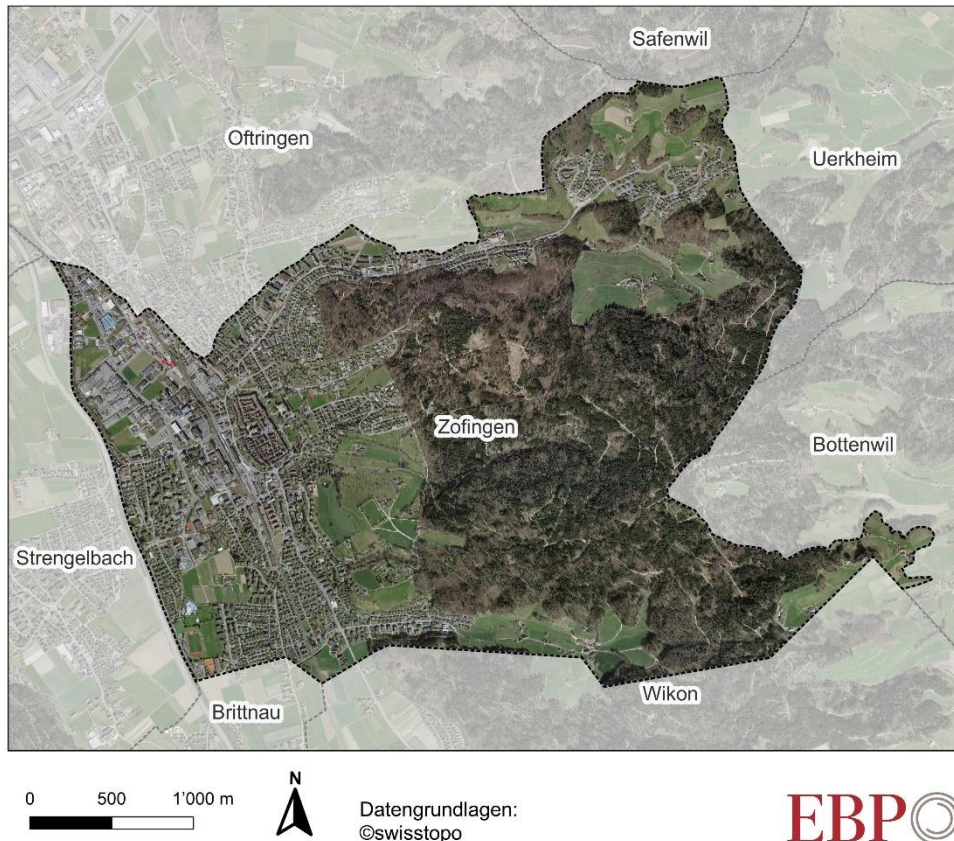 Safenwil
Oftringen
Uerkheim
Zofingen
Bottenwil
Strengelbach
Wikon
Brittnau
0 500 1'000 m
N
Datengrundlagen:
©swisstopo
EBP